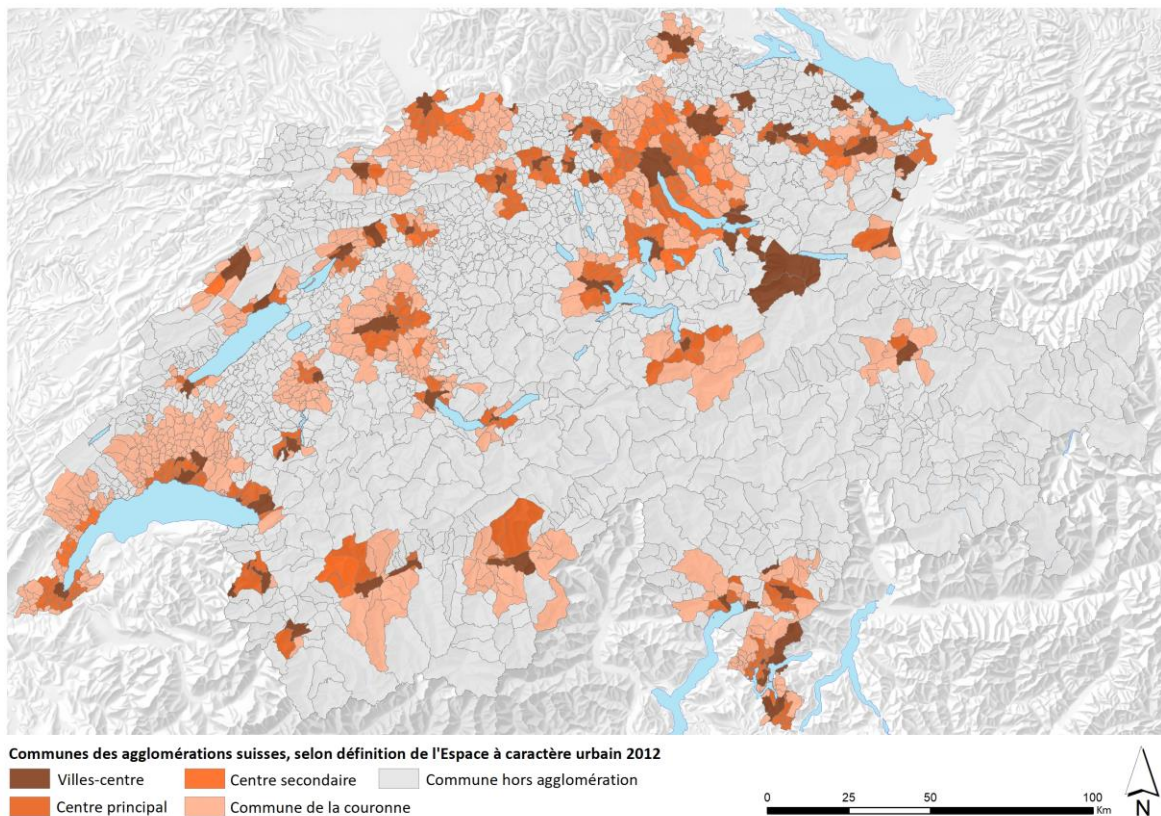 Communes des agglomérations suisses, selon définition de l'Espace à caractère urbain 2012
Villes-centre
Centre secondaire
Commune hors agglomération
Centre principal
Commune de la couronne
0 25 50 100
Km
N